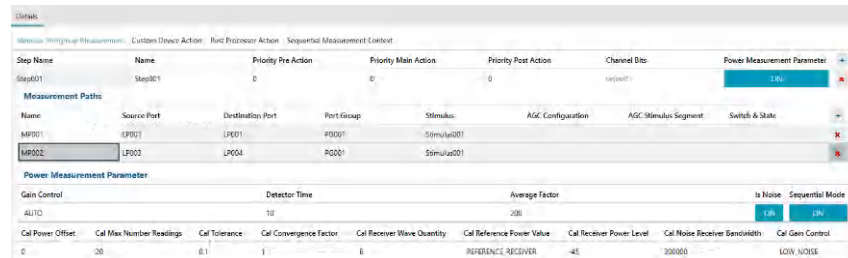 Details
Custom Device Action Post Processor Action Sequential Measurement Context
Step Name Name Priority Pre Action Priority Main Action Priority Post Action Channel Bits Power Measurement Parameter
Step001 Step001 0 0 0 ON
Measurement Paths
Name Source Port Destination Port Port Group Stimulus AGC Configuration AGC Stimulus Segment Switch & State
MP001 LP001 LP001 PG001 Stimulus001
MP002 LP003 LP004 PG001 Stimulus001
Power Measurement Parameter
Gain Control Detector Time Average Factor Is Noise Sequential Mode
AUTO 10 200 ON ON
Cal Power Offset Cal Max Number Readings Cal Tolerance Cal Convergence Factor Cal Receiver Wave Quantity Cal Reference Power Value Cal Receiver Power Level Cal Noise Receiver Bandwidth Cal Gain Control
0 20 0.1 1 REFERENCE_RECEIVER -45 300000 LOW_NOISE